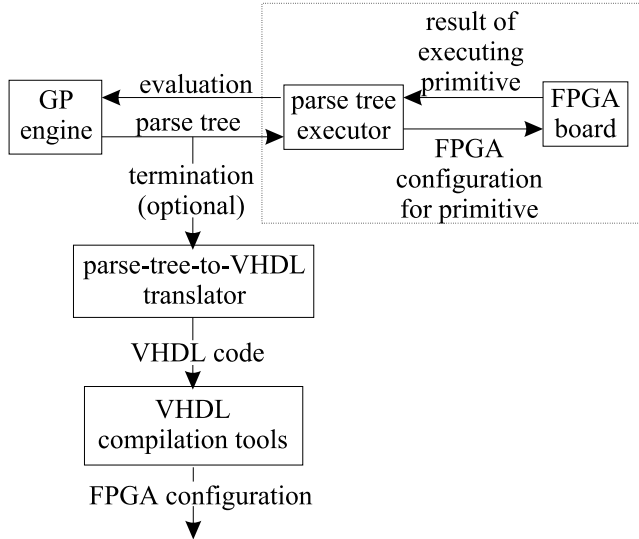 result of
executing
primitive
evaluation
GP
engine
parse tree
parse tree
executor
FPGA
board
FPGA
configuration
for primitive
termination
(optional)
parse-tree-to-VHDL
translator
VHDL code
VHDL
compilation tools
FPGA configuration